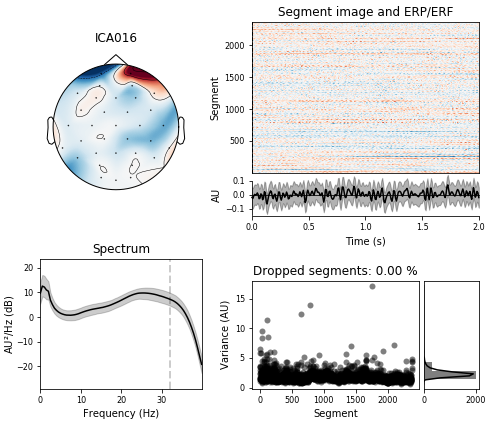 ICA016
Segment image and ERP/ERF
Segment
2000
1500
1000
500
AU
0.1
0.0
−0.1
0.0 0.5 1.0 1.5 2.0
Time (s)
Spectrum
AU²/Hz (dB)
20
10
0
−10
−20
0 10 20 30
Frequency (Hz)
Dropped segments: 0.00 %
Variance (AU)
15
10
5
0
0 500 1000 1500 2000
Segment
0 2000